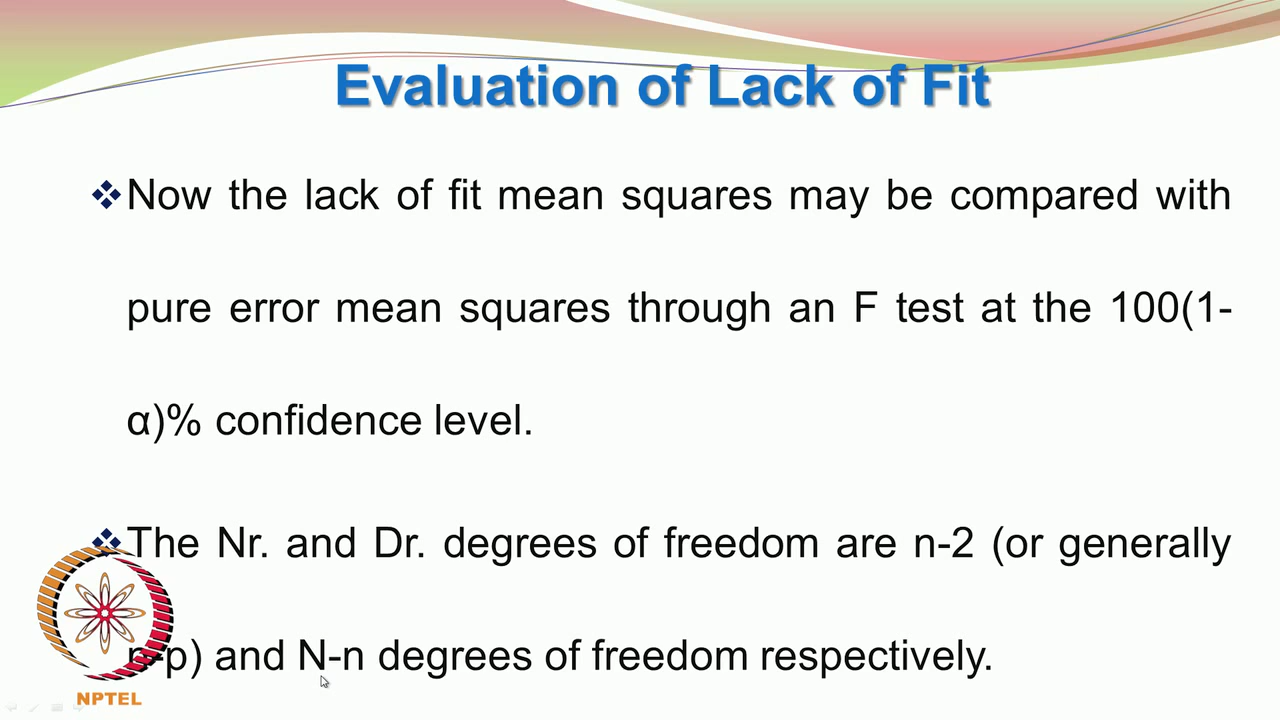 Evaluation of Lack of Fit
❖Now the lack of fit mean squares may be compared with
pure error mean squares through an F test at the 100(1-
α)% confidence level.
❖The Nr. and Dr. degrees of freedom are n-2 (or generally
n-p) and N-n degrees of freedom respectively.
NPTEL